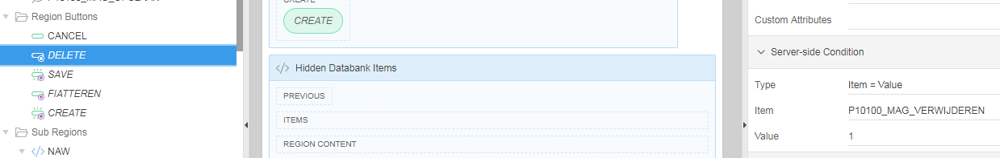 Region Buttons
CANCEL
DELETE
SAVE
FIATTEREN
CREATE
Sub Regions
NAW
CREATE
CREATE
Hidden Databank Items
PREVIOUS
ITEMS
REGION CONTENT
Custom Attributes
Server-side Condition
Type Item = Value
Item P10100_MAG_VERWIJDEREN
Value 1